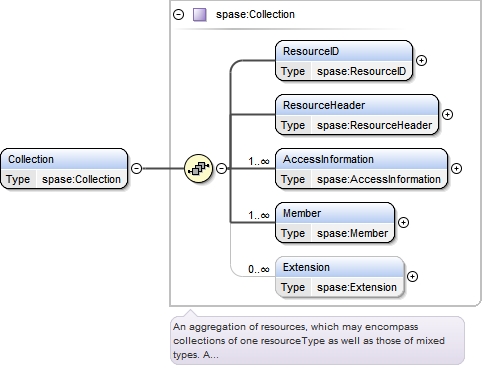 spase:Collection
ResourceID
Type spase:ResourceID
ResourceHeader
Type spase:ResourceHeader
Collection
Type spase:Collection
1..∞
AccessInformation
Type spase:AccessInformation
1..∞
Member
Type spase:Member
0..∞
Extension
Type spase:Extension
An aggregation of resources, which may encompass
collections of one resourceType as well as those of mixed
types. A...